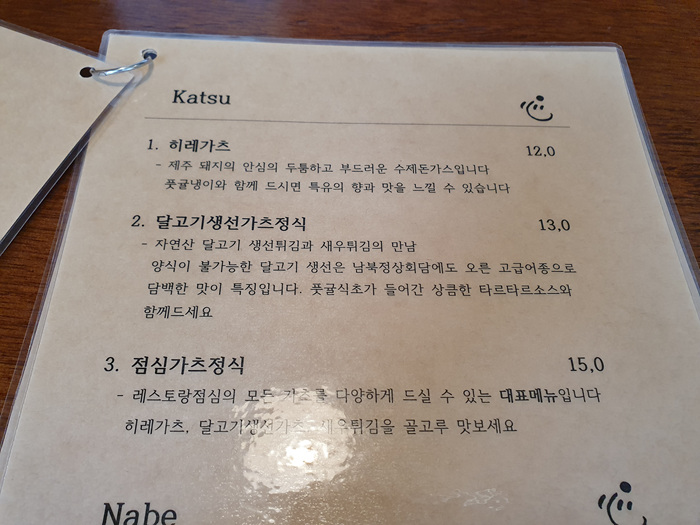 Katsu
1. 히레가츠 12,0
- 제주 돼지의 안심의 두툼하고 부드러운 수제돈가스입니다
풋귤냉이와 함께 드시면 특유의 향과 맛을 느낄 수 있습니다
2. 달고기생선가츠정식 13,0
- 자연산 달고기 생선튀김과 새우튀김의 만남
양식이 불가능한 달고기 생선은 남북정상회담에도 오른 고급어종으로
담백한 맛이 특징입니다. 풋귤식초가 들어간 상큼한 타르타르소스와
함께드세요
3. 점심가츠정식 15,0
- 레스토랑점심의 모든 가츠를 다양하게 드실 수 있는 대표메뉴입니다
히레가츠, 달고기생선가츠, 새우튀김을 골고루 맛보세요
Nabe